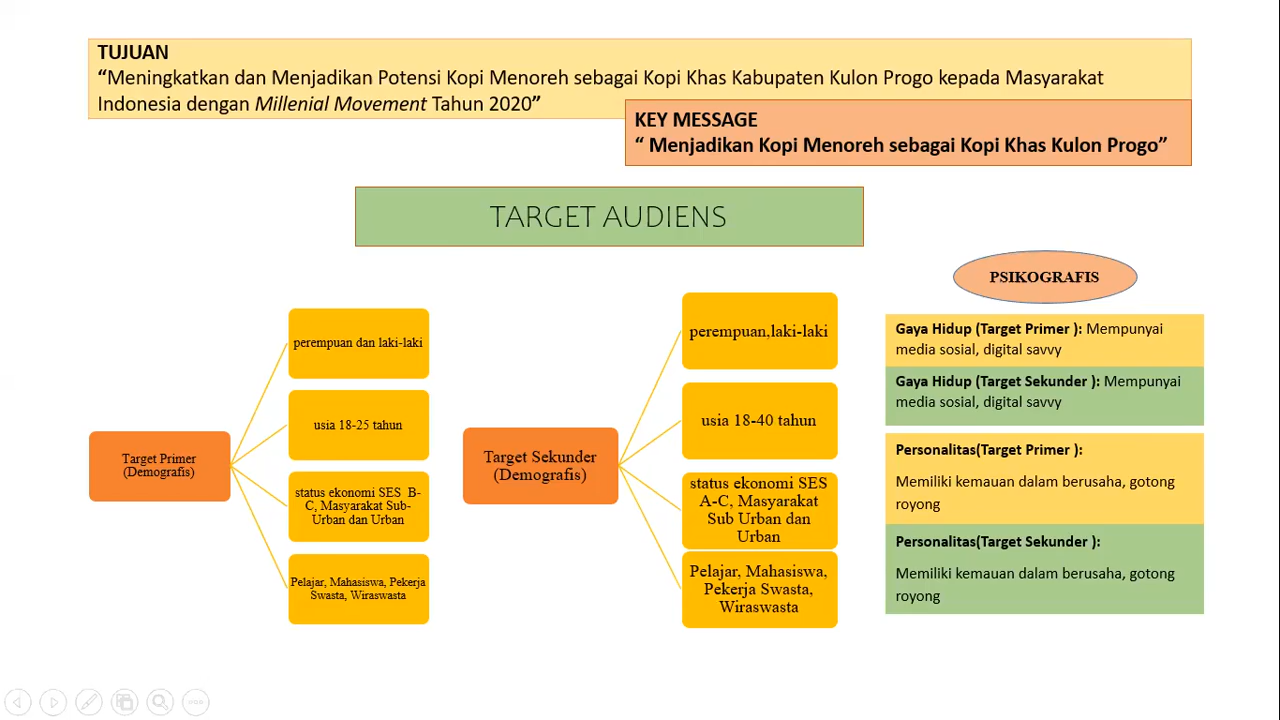 TUJUAN
“Meningkatkan dan Menjadikan Potensi Kopi Menoreh sebagai Kopi Khas Kabupaten Kulon Progo kepada Masyarakat
Indonesia dengan Millenial Movement Tahun 2020”
KEY MESSAGE
“ Menjadikan Kopi Menoreh sebagai Kopi Khas Kulon Progo”
TARGET AUDIENS
Target Primer
(Demografis)
perempuan dan laki-laki
usia 18-25 tahun
status ekonomi SES B-
C, Masyarakat Sub-
Urban dan Urban
Pelajar, Mahasiswa, Pekerja
Swasta, Wiraswasta
Target Sekunder
(Demografis)
perempuan,laki-laki
usia 18-40 tahun
status ekonomi SES
A-C, Masyarakat
Sub Urban dan
Urban
Pelajar, Mahasiswa,
Pekerja Swasta,
Wiraswasta
PSIKOGRAFIS
Gaya Hidup (Target Primer ): Mempunyai
media sosial, digital savvy
Gaya Hidup (Target Sekunder ): Mempunyai
media sosial, digital savvy
Personalitas(Target Primer ):
Memiliki kemauan dalam berusaha, gotong
royong
Personalitas(Target Sekunder ):
Memiliki kemauan dalam berusaha, gotong
royong